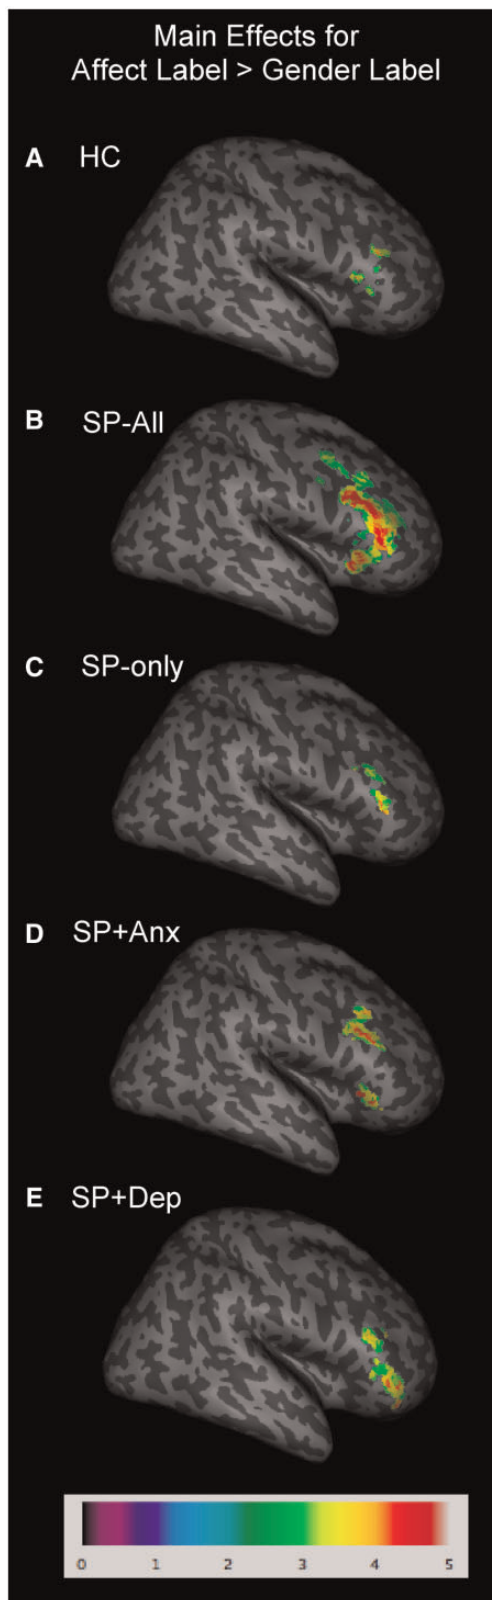 Main Effects for
Affect Label > Gender Label
A HC
B SP-All
C SP-only
D SP+Anx
E SP+Dep
0 1 2 3 4 5